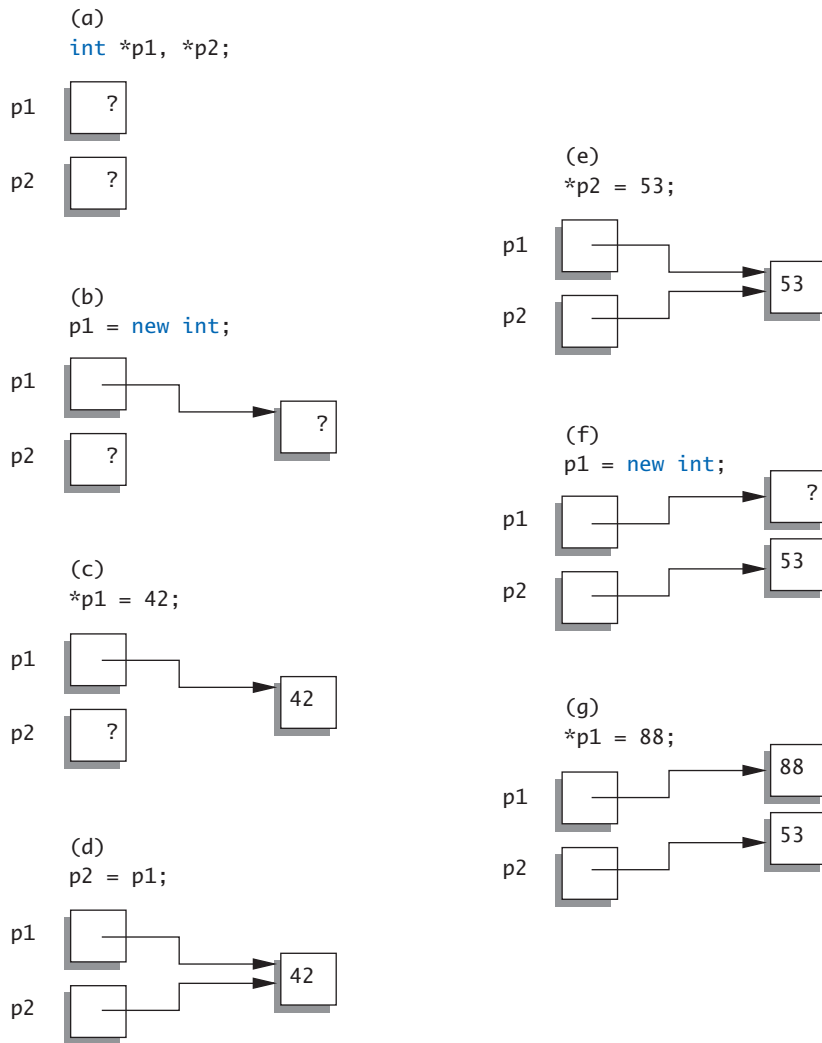 (a)
int *p1, *p2;
p1 ?
p2 ?
(b)
p1 = new int;
p1
?
p2 ?
(c)
*p1 = 42;
p1
42
p2 ?
(d)
p2 = p1;
p1
42
p2
(e)
*p2 = 53;
p1
53
p2
(f)
p1 = new int;
p1 ?
p2 53
(g)
*p1 = 88;
p1 88
p2 53